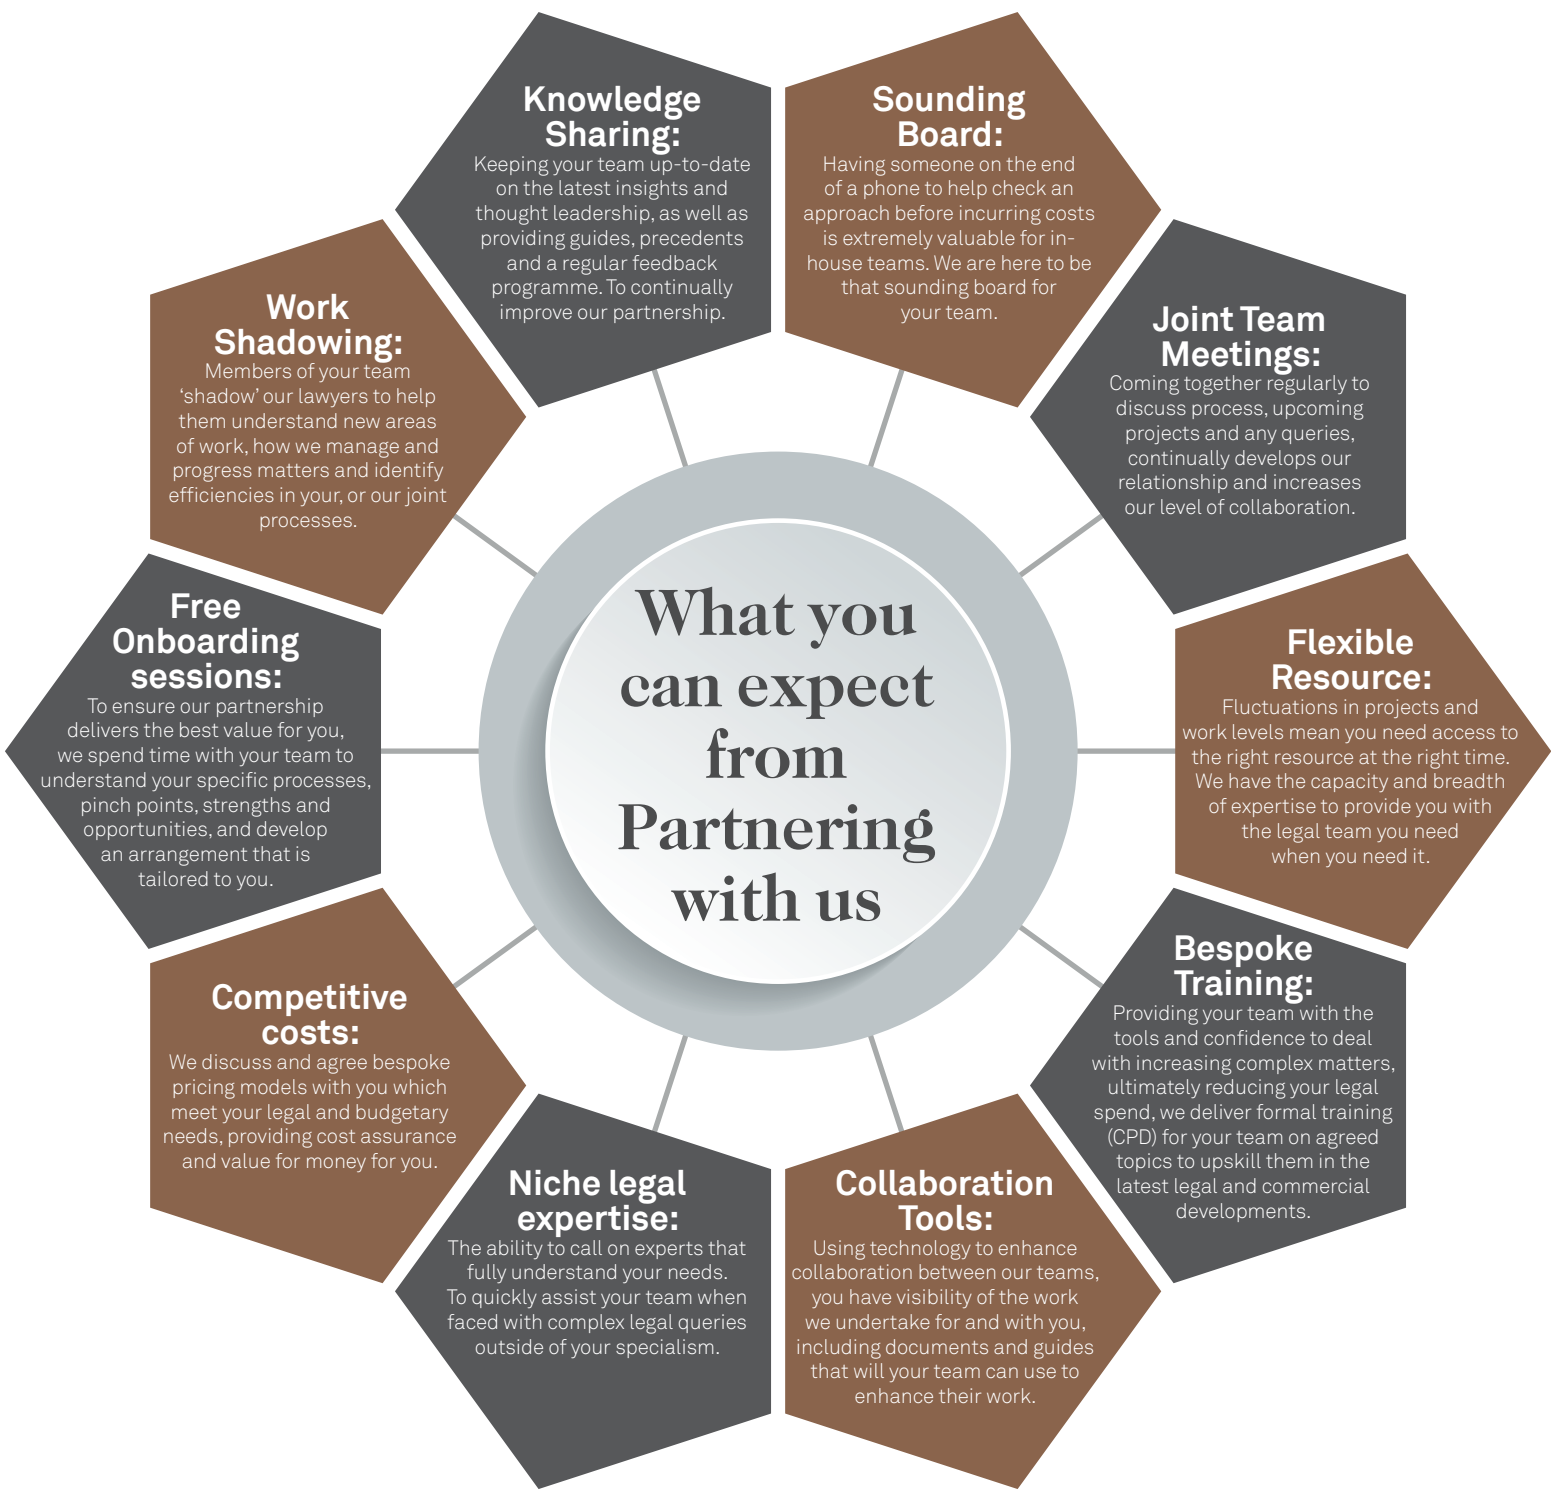 What you
can expect
from
Partnering
with us
Knowledge
Sharing:
Keeping your team up-to-date
on the latest insights and
thought leadership, as well as
providing guides, precedents
and a regular feedback
programme. To continually
improve our partnership.
Sounding
Board:
Having someone on the end
of a phone to help check an
approach before incurring costs
is extremely valuable for in-
house teams. We are here to be
that sounding board for
your team.
Joint Team
Meetings:
Coming together regularly to
discuss process, upcoming
projects and any queries,
continually develops our
relationship and increases
our level of collaboration.
Flexible
Resource:
Fluctuations in projects and
work levels mean you need access to
the right resource at the right time.
We have the capacity and breadth
of expertise to provide you with
the legal team you need
when you need it.
Bespoke
Training:
Providing your team with the
tools and confidence to deal
with increasing complex matters,
ultimately reducing your legal
spend, we deliver formal training
(CPD) for your team on agreed
topics to upskill them in the
latest legal and commercial
developments.
Collaboration
Tools:
Using technology to enhance
collaboration between our teams,
you have visibility of the work
we undertake for and with you,
including documents and guides
that will your team can use to
enhance their work.
Niche legal
expertise:
The ability to call on experts that
fully understand your needs.
To quickly assist your team when
faced with complex legal queries
outside of your specialism.
Competitive
costs:
We discuss and agree bespoke
pricing models with you which
meet your legal and budgetary
needs, providing cost assurance
and value for money for you.
Free
Onboarding
sessions:
To ensure our partnership
delivers the best value for you,
we spend time with your team to
understand your specific processes,
pinch points, strengths and
opportunities, and develop
an arrangement that is
tailored to you.
Work
Shadowing:
Members of your team
‘shadow’ our lawyers to help
them understand new areas
of work, how we manage and
progress matters and identify
efficiencies in your, or our joint
processes.